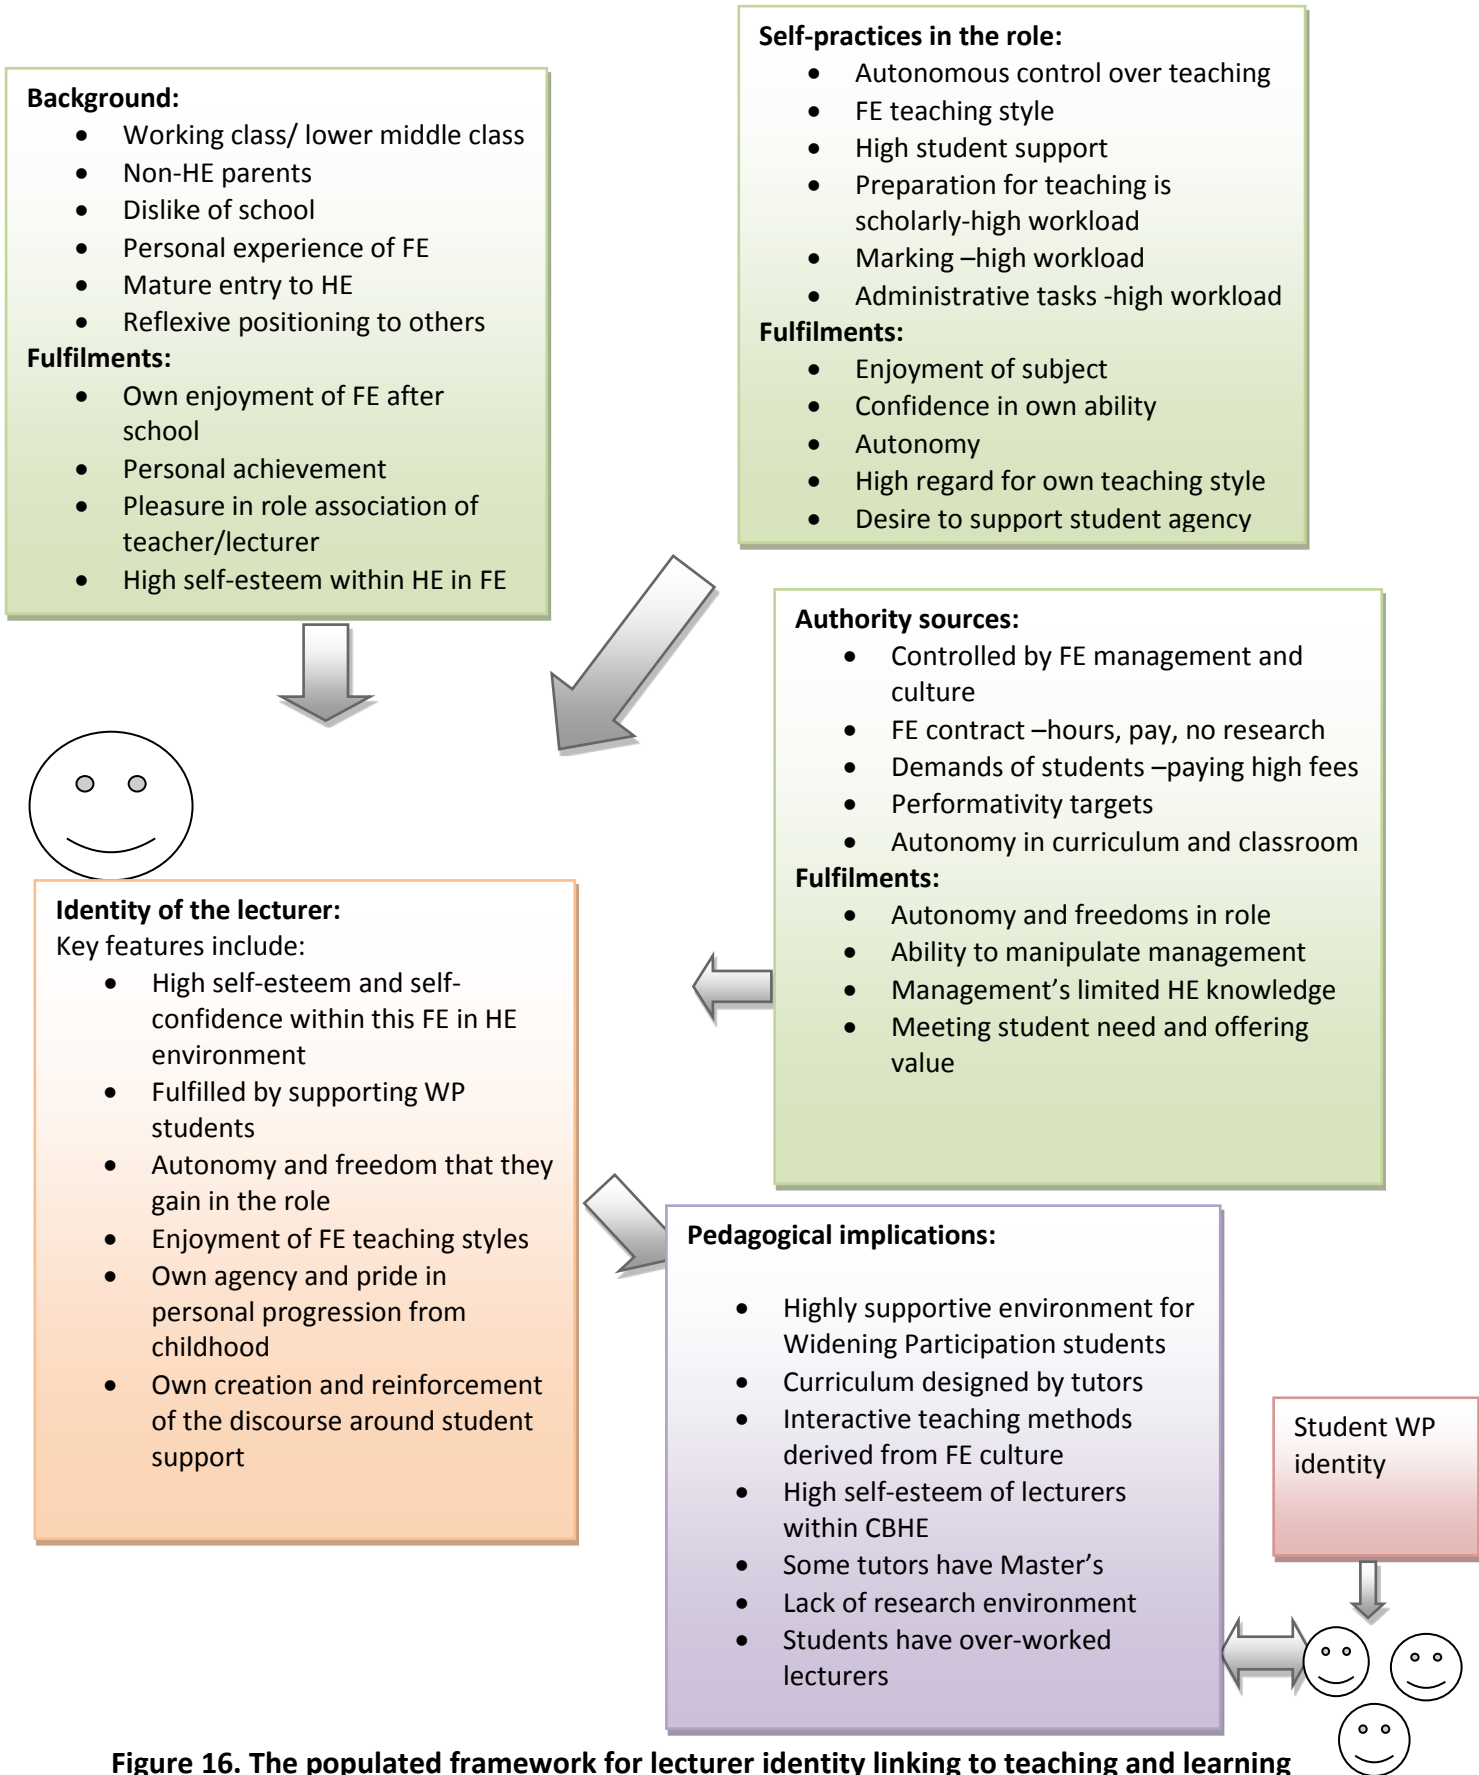 Background:
• Working class/ lower middle class
• Non-HE parents
• Dislike of school
• Personal experience of FE
• Mature entry to HE
• Reflexive positioning to others
Fulfilments:
• Own enjoyment of FE after
school
• Personal achievement
• Pleasure in role association of
teacher/lecturer
• High self-esteem within HE in FE
Self-practices in the role:
• Autonomous control over teaching
• FE teaching style
• High student support
• Preparation for teaching is
scholarly-high workload
• Marking –high workload
• Administrative tasks -high workload
Fulfilments:
• Enjoyment of subject
• Confidence in own ability
• Autonomy
• High regard for own teaching style
• Desire to support student agency
Authority sources:
• Controlled by FE management and
culture
• FE contract –hours, pay, no research
• Demands of students –paying high fees
• Performativity targets
• Autonomy in curriculum and classroom
Fulfilments:
• Autonomy and freedoms in role
• Ability to manipulate management
• Management’s limited HE knowledge
• Meeting student need and offering
value
Identity of the lecturer:
Key features include:
• High self-esteem and self-
confidence within this FE in HE
environment
• Fulfilled by supporting WP
students
• Autonomy and freedom that they
gain in the role
• Enjoyment of FE teaching styles
• Own agency and pride in
personal progression from
childhood
• Own creation and reinforcement
of the discourse around student
support
Pedagogical implications:
• Highly supportive environment for
Widening Participation students
• Curriculum designed by tutors
• Interactive teaching methods
derived from FE culture
• High self-esteem of lecturers
within CBHE
• Some tutors have Master’s
• Lack of research environment
• Students have over-worked
lecturers
Student WP
identity
Figure 16. The populated framework for lecturer identity linking to teaching and learning